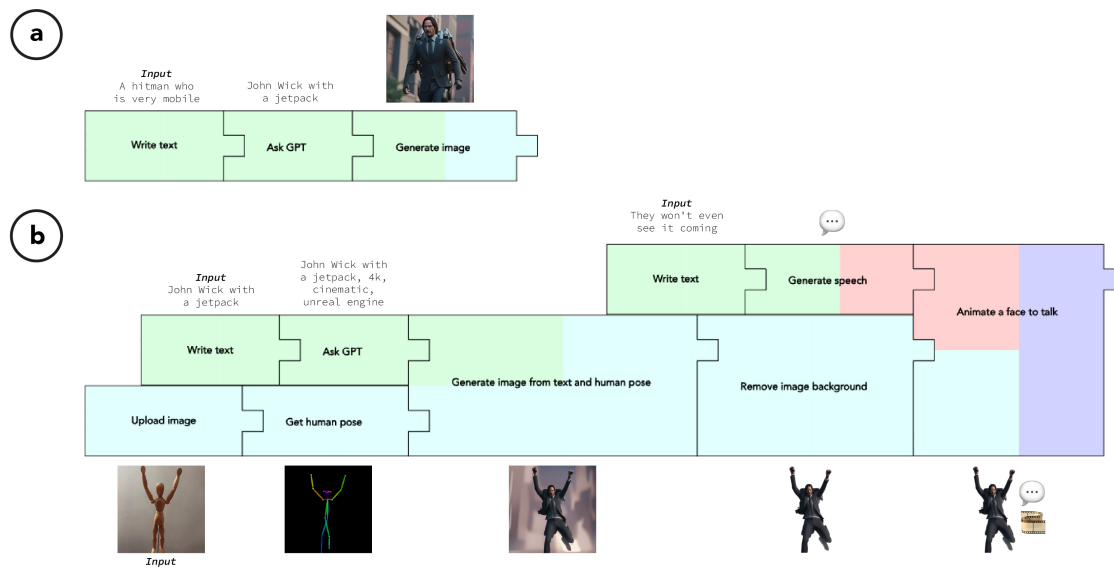 a
Input
A hitman who
is very mobile
John Wick with
a jetpack
Write text
Ask GPT
Generate image
b
Input
They won't even
see it coming
Write text
Generate speech
Animate a face to talk
Input
John Wick with
a jetpack
John Wick with
a jetpack, 4k,
cinematic,
unreal engine
Write text
Ask GPT
Generate image from text and human pose
Remove image background
Upload image
Get human pose
Input